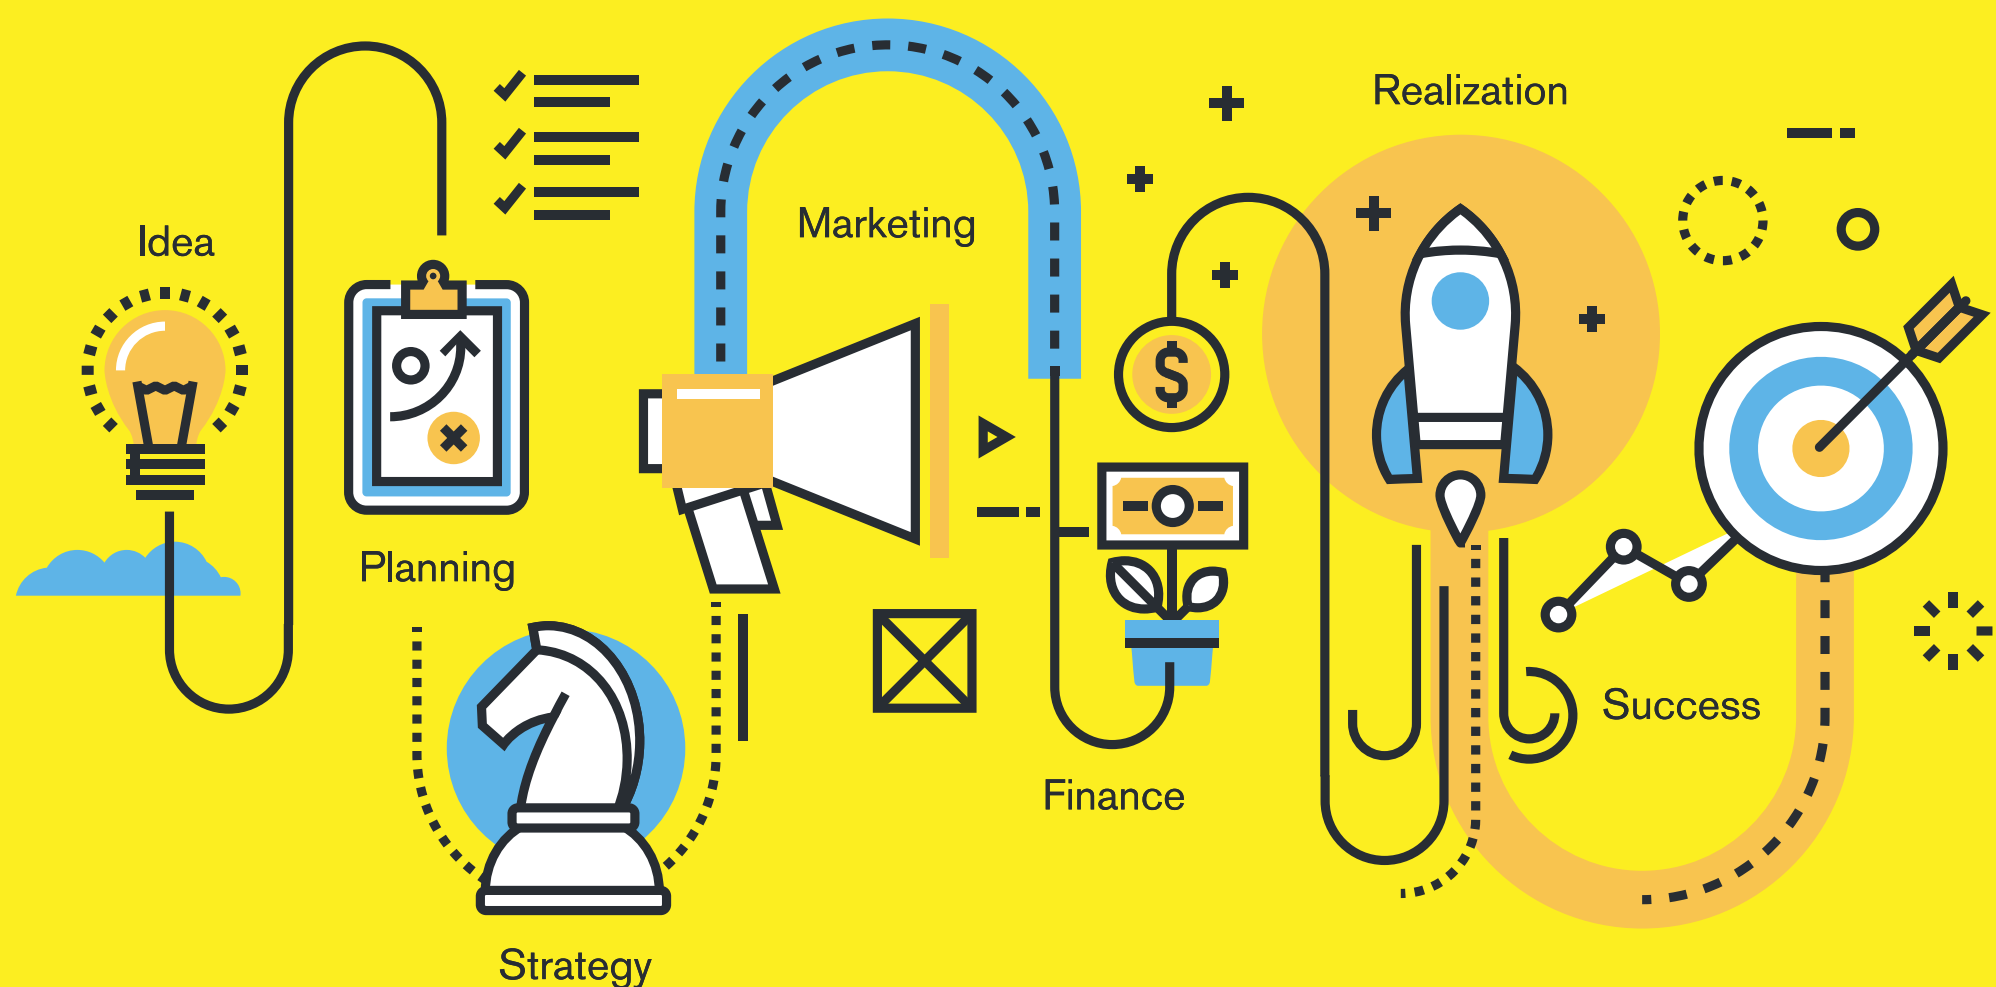 Idea
Planning
Strategy
Marketing
Finance
$
Realization
Success